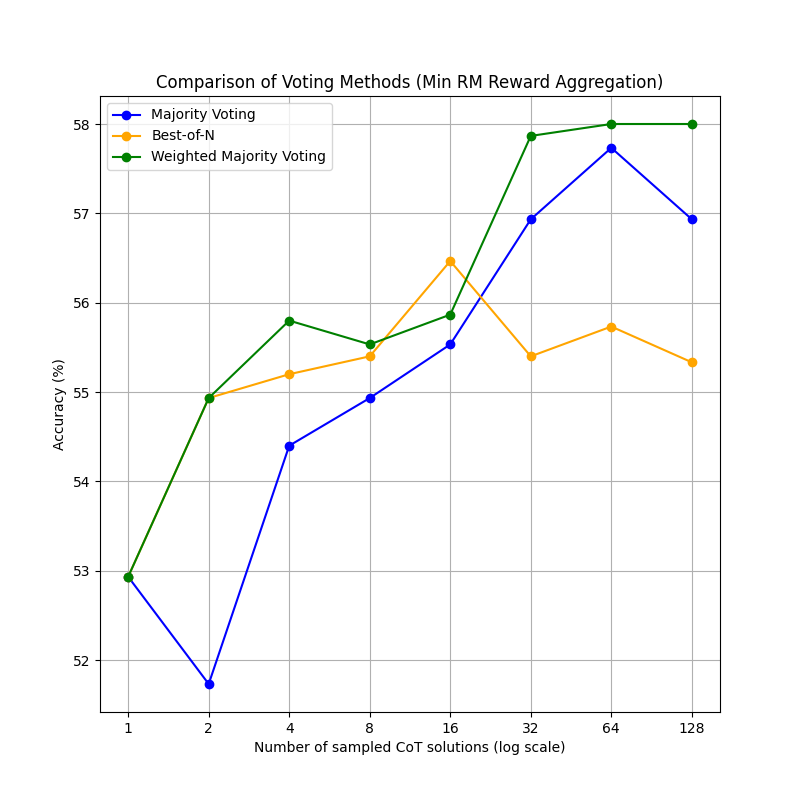 Comparison of Voting Methods (Min RM Reward Aggregation)
Majority Voting
Best-of-N
Weighted Majority Voting
58
57
56
55
54
53
52
Accuracy (%)
1 2 4 8 16 32 64 128
Number of sampled CoT solutions (log scale)